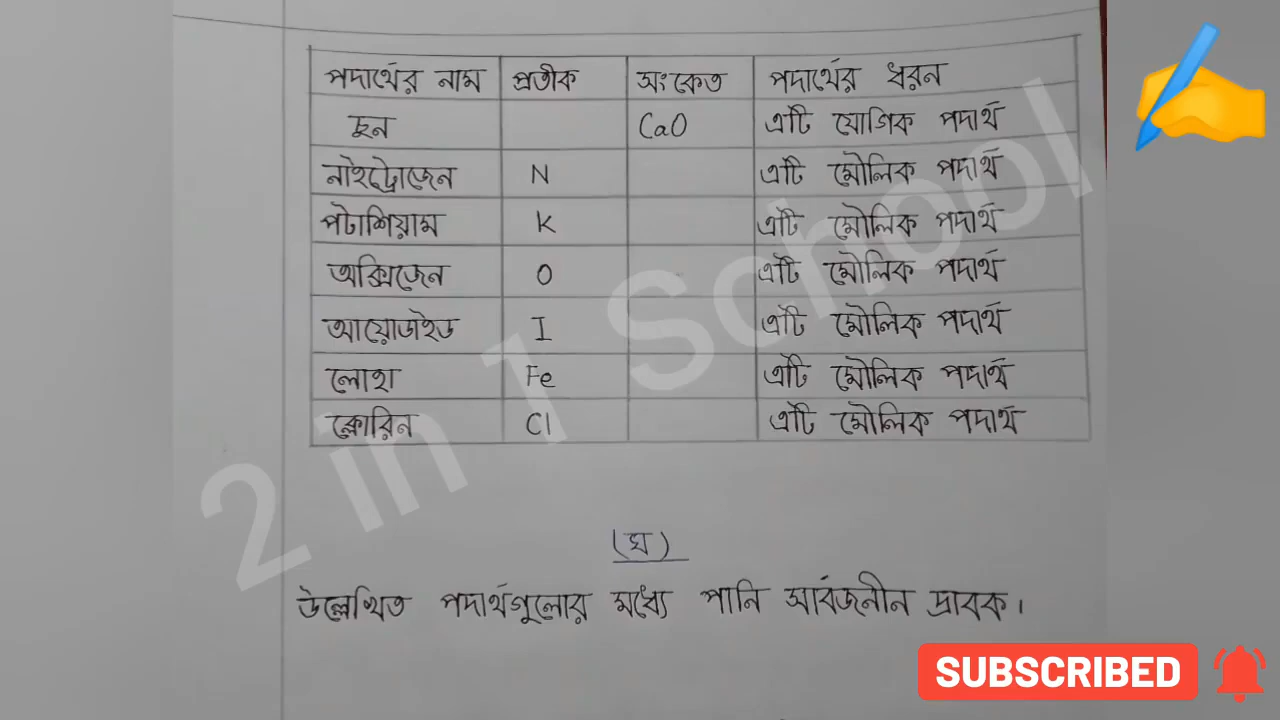 পদার্থের নাম প্রতীক সংকেত পদার্থের ধরন
চুন CaO এটি যৌগিক পদার্থ
নাইট্রোজেন N এটি মৌলিক পদার্থ
পটাশিয়াম K এটি মৌলিক পদার্থ
অক্সিজেন O এটি মৌলিক পদার্থ
আয়োডাইড I এটি মৌলিক পদার্থ
লোহা Fe এটি মৌলিক পদার্থ
ক্লোরিন Cl এটি মৌলিক পদার্থ
2 in 1 School
(ঘ)
উল্লেখিত পদার্থগুলোর মধ্যে পানি সার্বজনীন দ্রাবক।
SUBSCRIBED